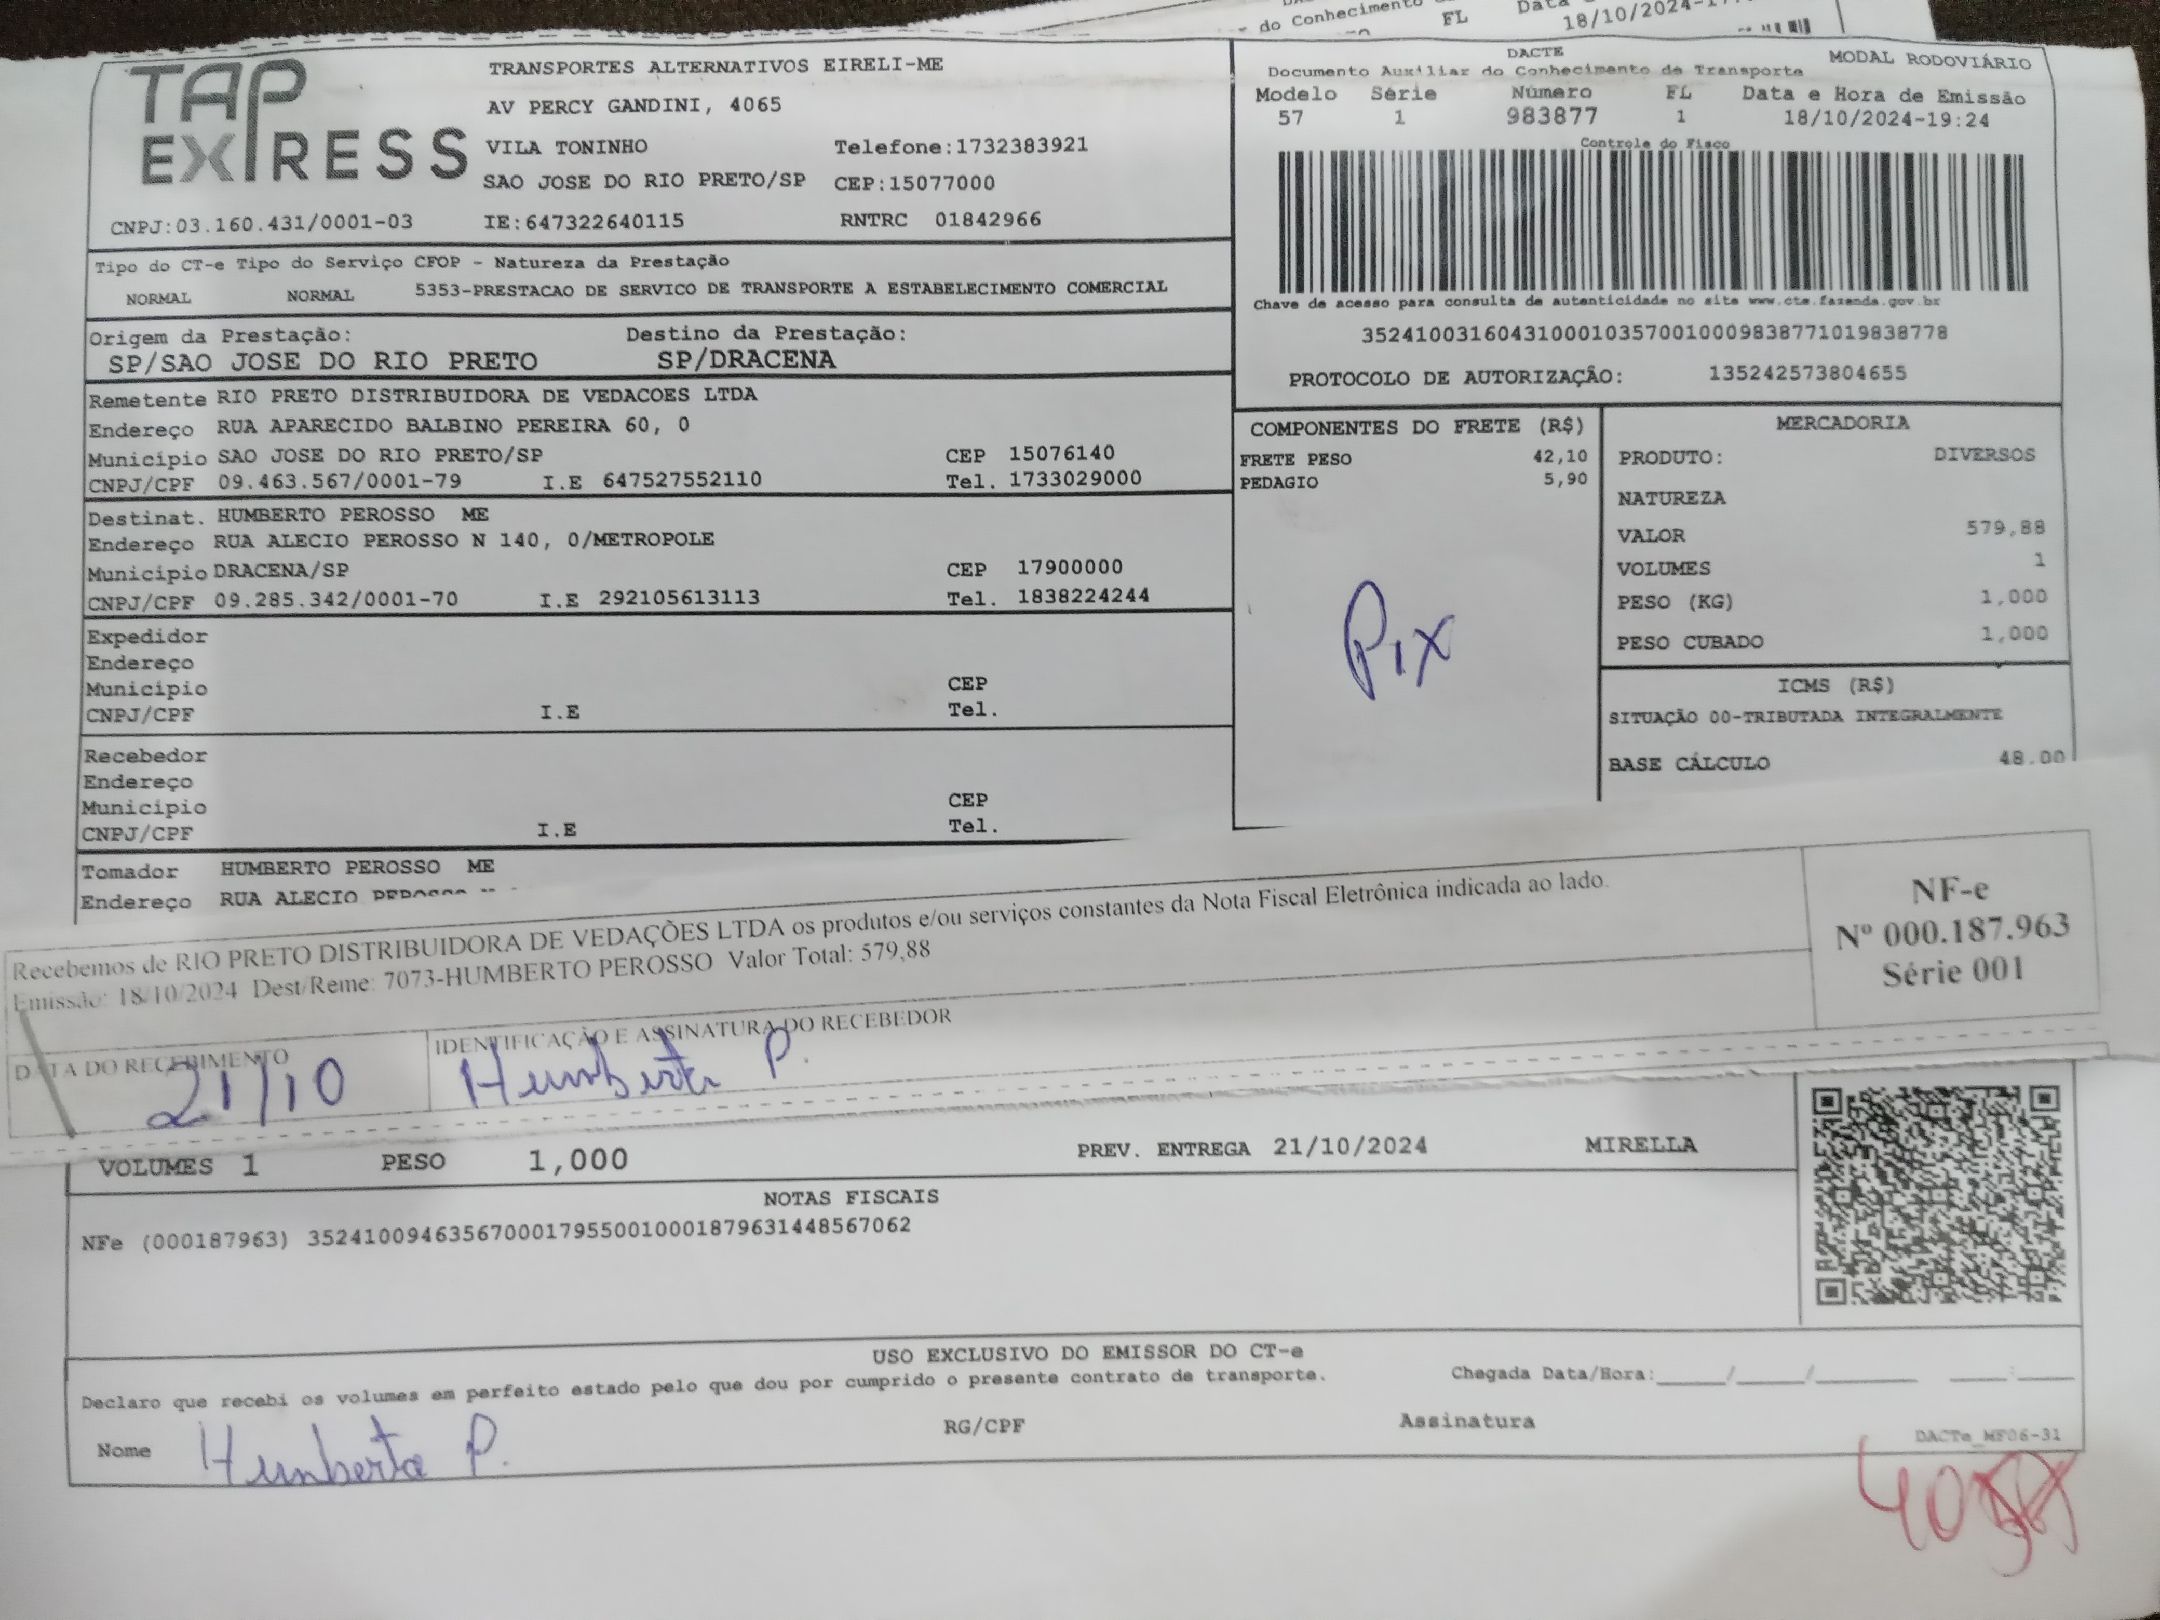 do Conhecimento
FL
18/10/2024-17
TAP EXPRESS
TRANSPORTES ALTERNATIVOS EIRELI-ME
AV PERCY GANDINI, 4065
VILA TONINHO Telefone:1732383921
SAO JOSE DO RIO PRETO/SP CEP:15077000
CNPJ:03.160.431/0001-03 IE:647322640115 RNTRC 01842966
DACTE MODAL RODOVIÁRIO
Documento Auxiliar do Conhecimento de Transporte
Modelo Série Número FL Data e Hora de Emissão
57 1 983877 1 18/10/2024-19:24
Controle do Fisco
Chave de acesso para consulta de autenticidade no site www.cte.fazenda.gov.br
35241003160431000103570010009838771019838778
PROTOCOLO DE AUTORIZAÇÃO: 135242573804655
Tipo do CT-e Tipo do Serviço CFOP - Natureza da Prestação
NORMAL NORMAL 5353-PRESTACAO DE SERVICO DE TRANSPORTE A ESTABELECIMENTO COMERCIAL
Origem da Prestação: Destino da Prestação:
SP/SAO JOSE DO RIO PRETO SP/DRACENA
Remetente RIO PRETO DISTRIBUIDORA DE VEDACOES LTDA
Endereço RUA APARECIDO BALBINO PEREIRA 60, 0
Município SAO JOSE DO RIO PRETO/SP CEP 15076140
CNPJ/CPF 09.463.567/0001-79 I.E 647527552110 Tel. 1733029000
Destinat. HUMBERTO PEROSSO ME
Endereço RUA ALECIO PEROSSO N 140, 0/METROPOLE
Município DRACENA/SP CEP 17900000
CNPJ/CPF 09.285.342/0001-70 I.E 292105613113 Tel. 1838224244
Expedidor
Endereço
Município CEP
CNPJ/CPF I.E Tel.
Recebedor
Endereço
Município CEP
CNPJ/CPF I.E Tel.
Tomador HUMBERTO PEROSSO ME
Endereço RUA ALECIO PEROSSO
COMPONENTES DO FRETE (R$)
FRETE PESO 42,10
PEDAGIO 5,90
Pix
MERCADORIA
PRODUTO: DIVERSOS
NATUREZA
VALOR 579,88
VOLUMES 1
PESO (KG) 1,000
PESO CUBADO 1,000
ICMS (R$)
SITUAÇÃO 00-TRIBUTADA INTEGRALMENTE
BASE CÁLCULO 48.00
Recebemos de RIO PRETO DISTRIBUIDORA DE VEDAÇÕES LTDA os produtos e/ou serviços constantes da Nota Fiscal Eletrônica indicada ao lado.
Emissão: 18/10/2024 Dest/Reme: 7073-HUMBERTO PEROSSO Valor Total: 579,88
NF-e
Nº 000.187.963
Série 001
DATA DO RECEBIMENTO IDENTIFICAÇÃO E ASSINATURA DO RECEBEDOR
21/10 Humberto P.
VOLUMES 1 PESO 1,000 PREV. ENTREGA 21/10/2024 MIRELLA
NOTAS FISCAIS
NFe (000187963) 35241009463567000179550010001879631448567062
USO EXCLUSIVO DO EMISSOR DO CT-e
Declaro que recebi os volumes em perfeito estado pelo que dou por cumprido o presente contrato de transporte. Chegada Data/Hora:_____/_____/________ ____:____
Nome Humberto P. RG/CPF Assinatura
DACTe_MF06-31